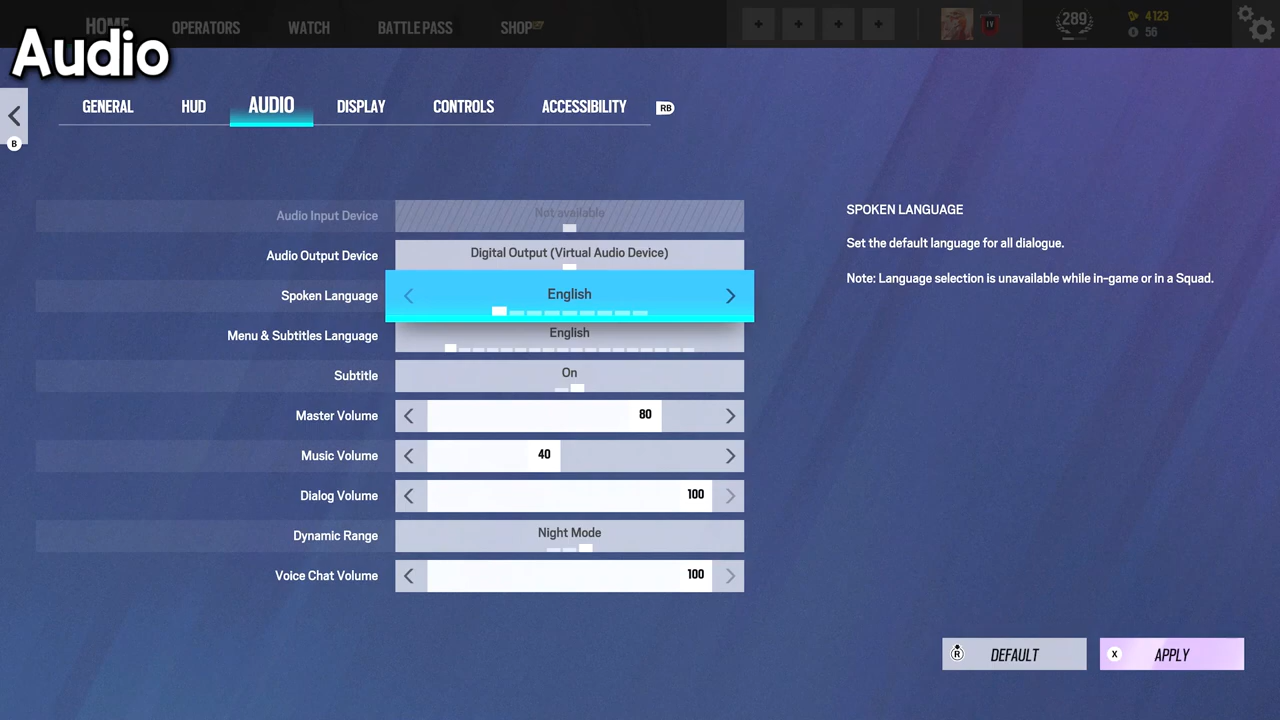 HOME OPERATORS WATCH BATTLE PASS SHOP + + + + IV 289 4123
56
Audio
GENERAL HUD AUDIO DISPLAY CONTROLS ACCESSIBILITY RB
B
Audio Input Device Not available
SPOKEN LANGUAGE
Set the default language for all dialogue.
Note: Language selection is unavailable while in-game or in a Squad.
Audio Output Device Digital Output (Virtual Audio Device)
Spoken Language English
Menu & Subtitles Language English
Subtitle On
Master Volume 80
Music Volume 40
Dialog Volume 100
Dynamic Range Night Mode
Voice Chat Volume 100
R DEFAULT X APPLY